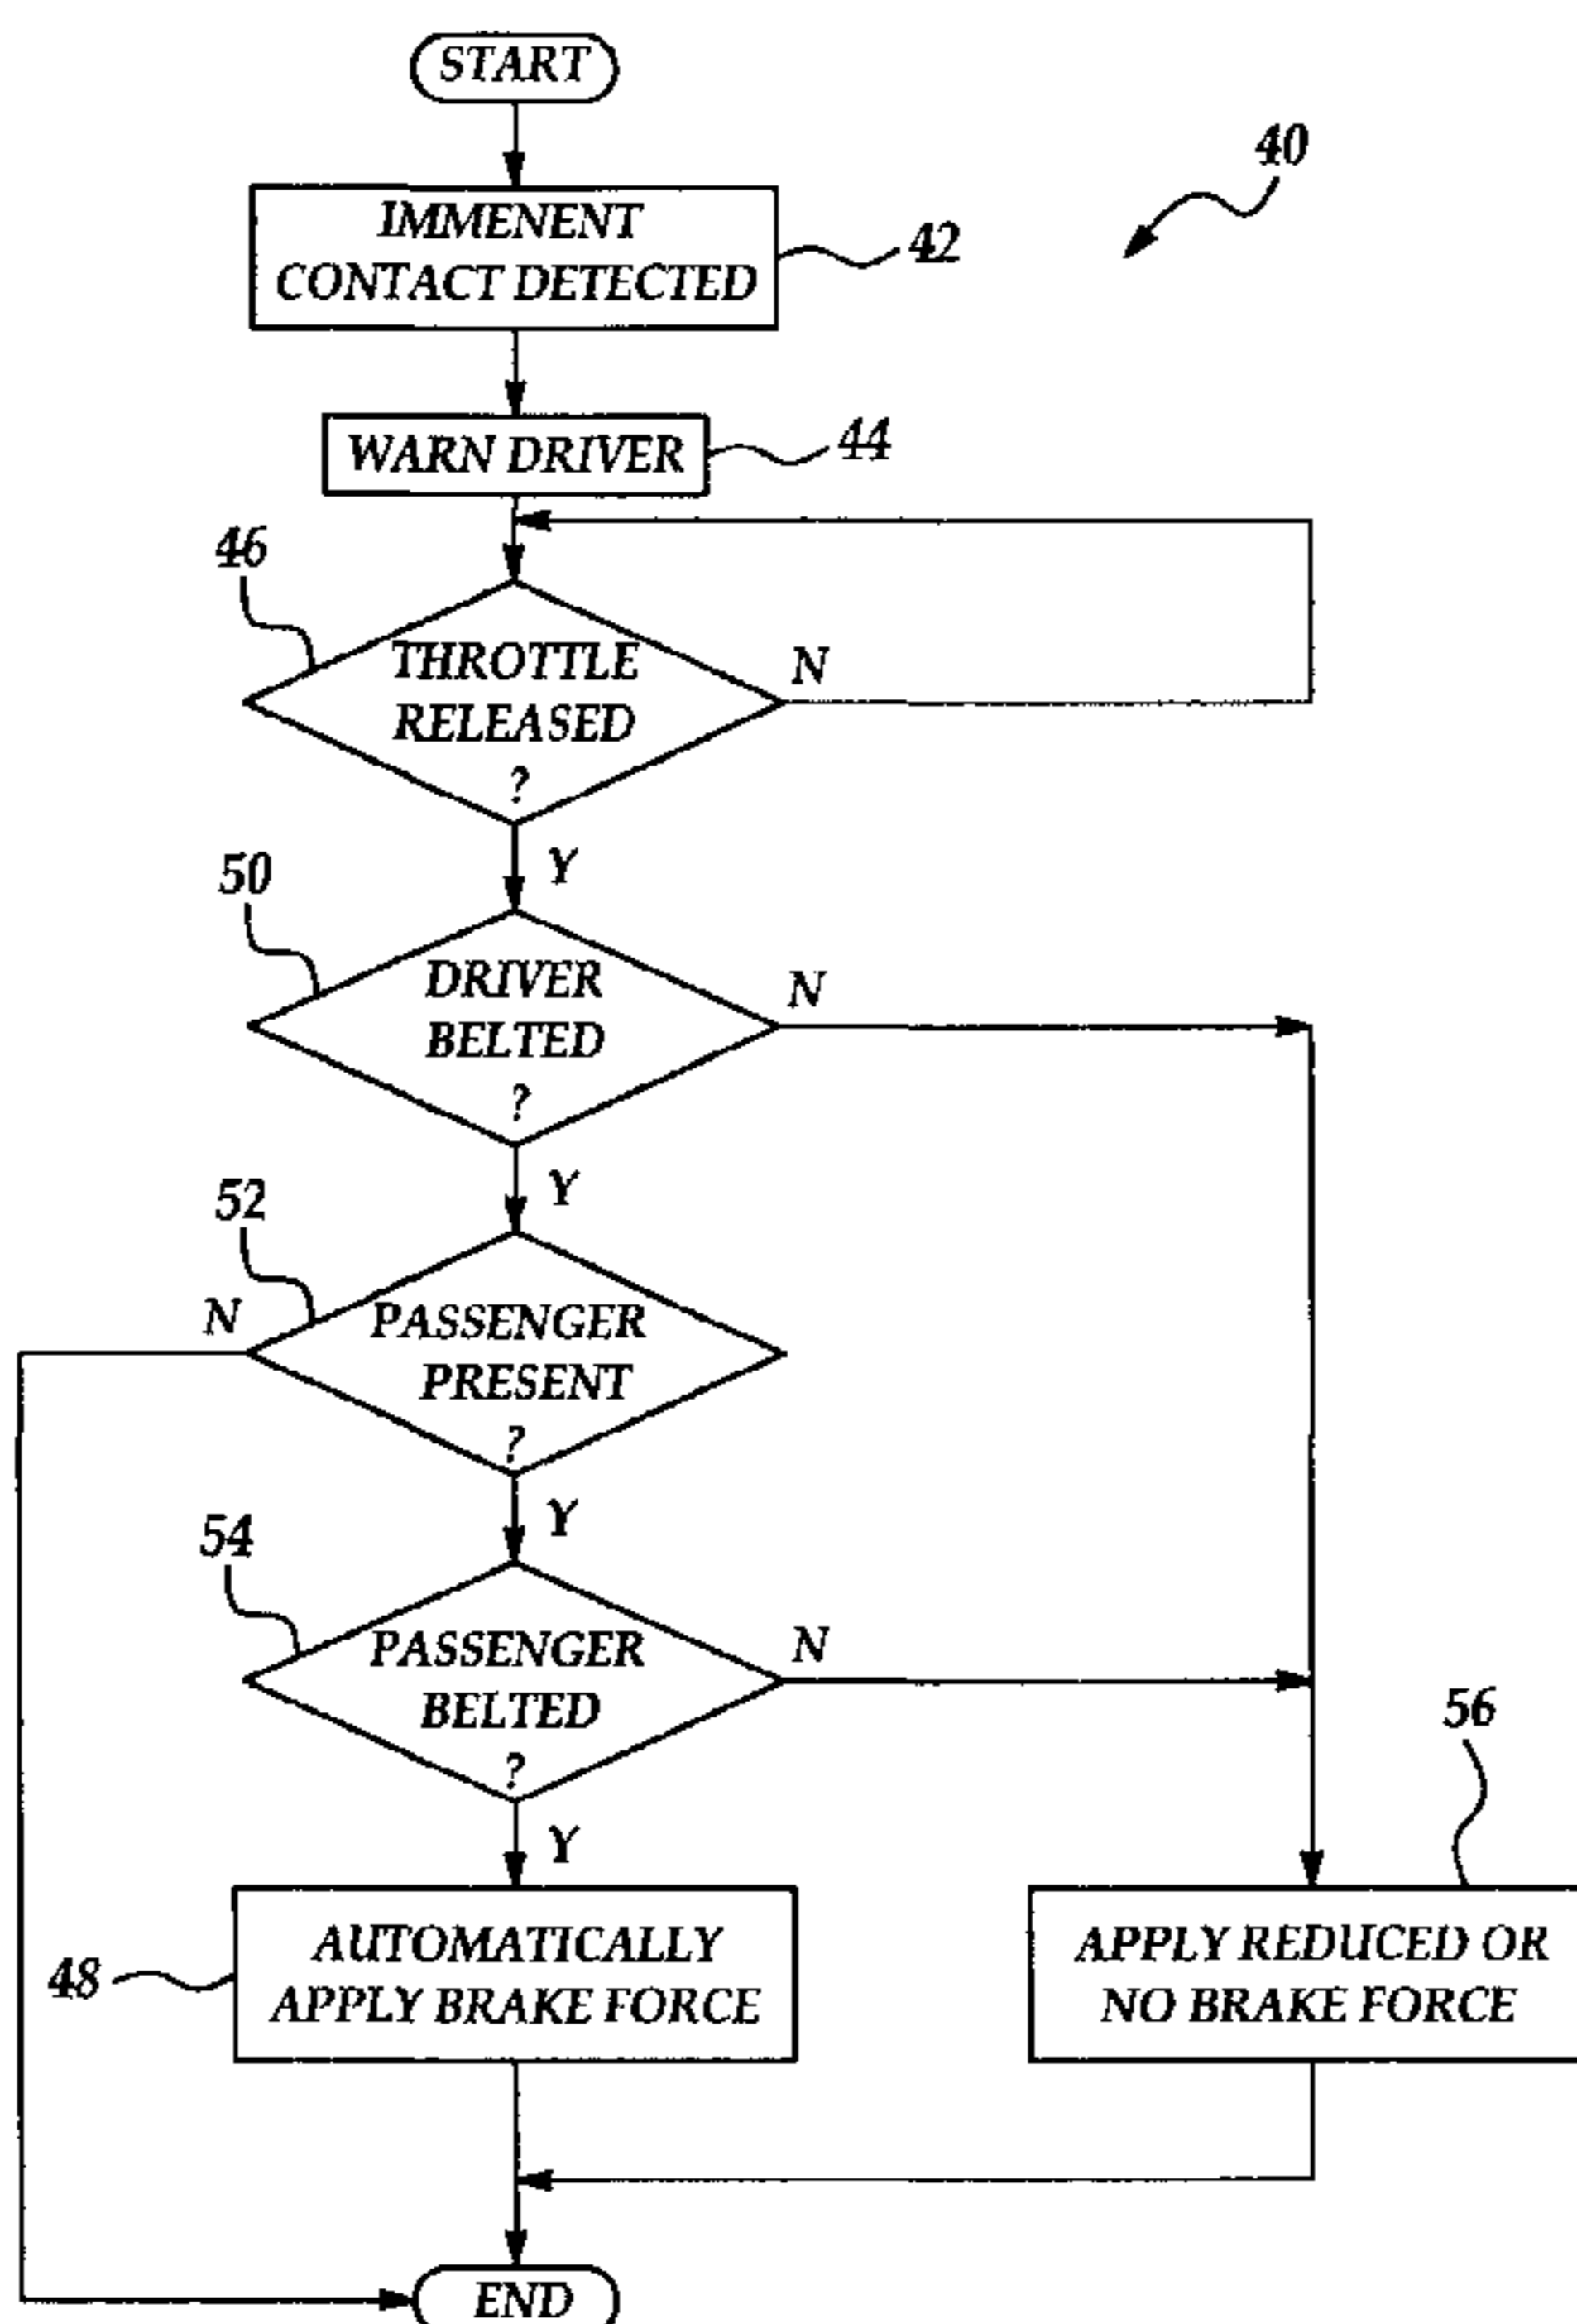 START
40
IMMENENT
CONTACT DETECTED
42
WARN DRIVER
44
46
THROTTLE
RELEASED
?
N
Y
50
DRIVER
BELTED
?
N
Y
52
N
PASSENGER
PRESENT
?
Y
54
PASSENGER
BELTED
?
N
Y
56
48
AUTOMATICALLY
APPLY BRAKE FORCE
APPLY REDUCED OR
NO BRAKE FORCE
END